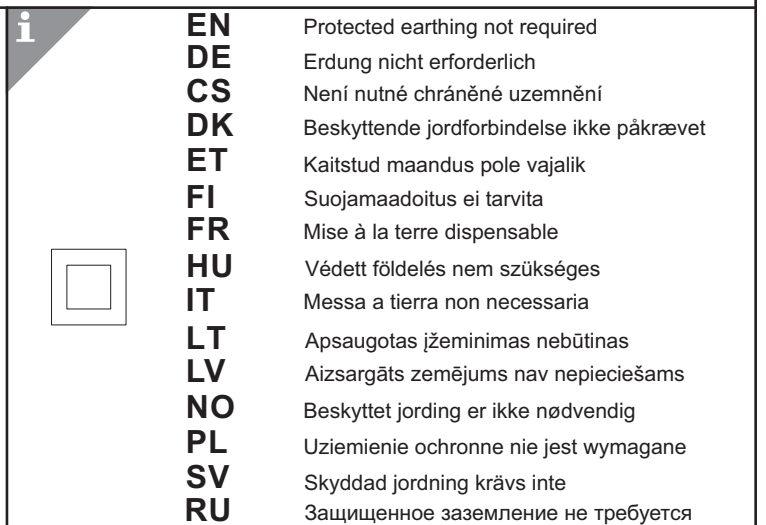 i
EN Protected earthing not required
DE Erdung nicht erforderlich
CS Není nutné chráněné uzemnění
DK Beskyttende jordforbindelse ikke påkrævet
ET Kaitstud maandus pole vajalik
FI Suojamaadoitus ei tarvita
FR Mise à la terre dispensable
HU Védett földelés nem szükséges
IT Messa a tierra non necessaria
LT Apsaugotas įžeminimas nebūtinas
LV Aizsargāts zemējums nav nepieciešams
NO Beskyttet jording er ikke nødvendig
PL Uziemienie ochronne nie jest wymagane
SV Skyddad jordning krävs inte
RU Защищенное заземление не требуется